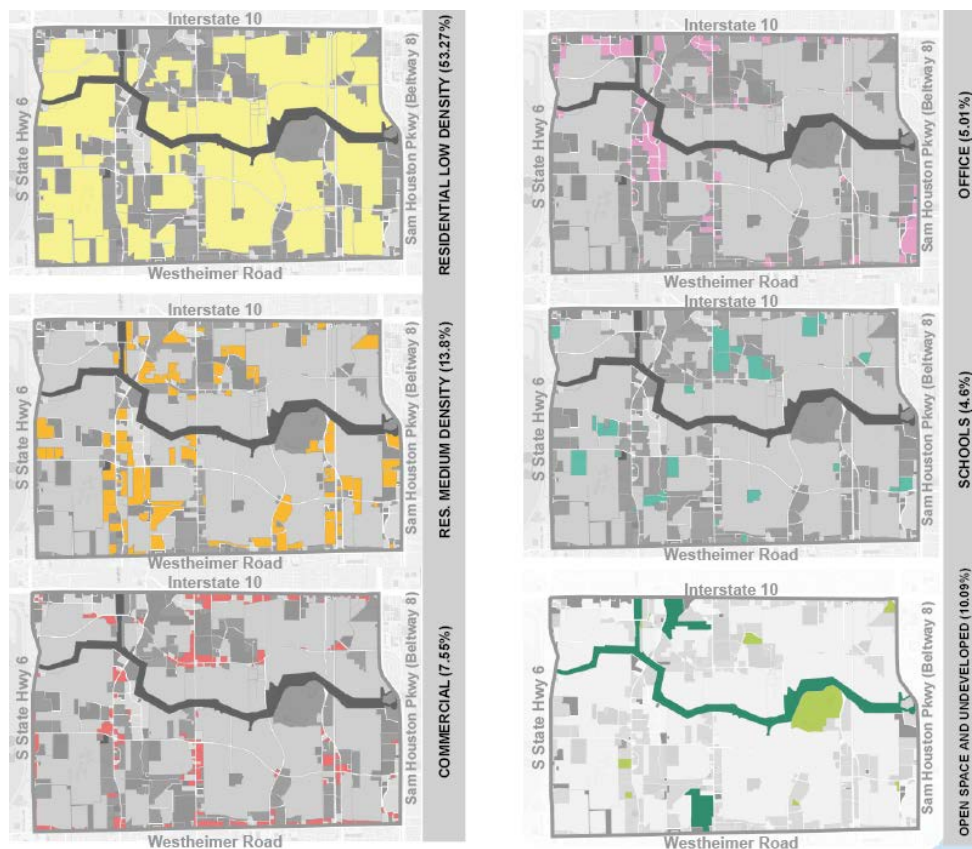 Interstate 10
S State Hwy 6
Sam Houston Pkwy (Beltway 8)
RESIDENTIAL LOW DENSITY (53.27%)
Westheimer Road
Interstate 10
S State Hwy 6
Sam Houston Pkwy (Beltway 8)
OFFICE (5.01%)
Westheimer Road
Interstate 10
S State Hwy 6
Sam Houston Pkwy (Beltway 8)
RES. MEDIUM DENSITY (13.8%)
Westheimer Road
Interstate 10
S State Hwy 6
Sam Houston Pkwy (Beltway 8)
SCHOOLS (4.6%)
Westheimer Road
Interstate 10
S State Hwy 6
Sam Houston Pkwy (Beltway 8)
COMMERCIAL (7.55%)
Westheimer Road
Interstate 10
S State Hwy 6
Sam Houston Pkwy (Beltway 8)
OPEN SPACE AND UNDEVELOPED (10.09%)
Westheimer Road